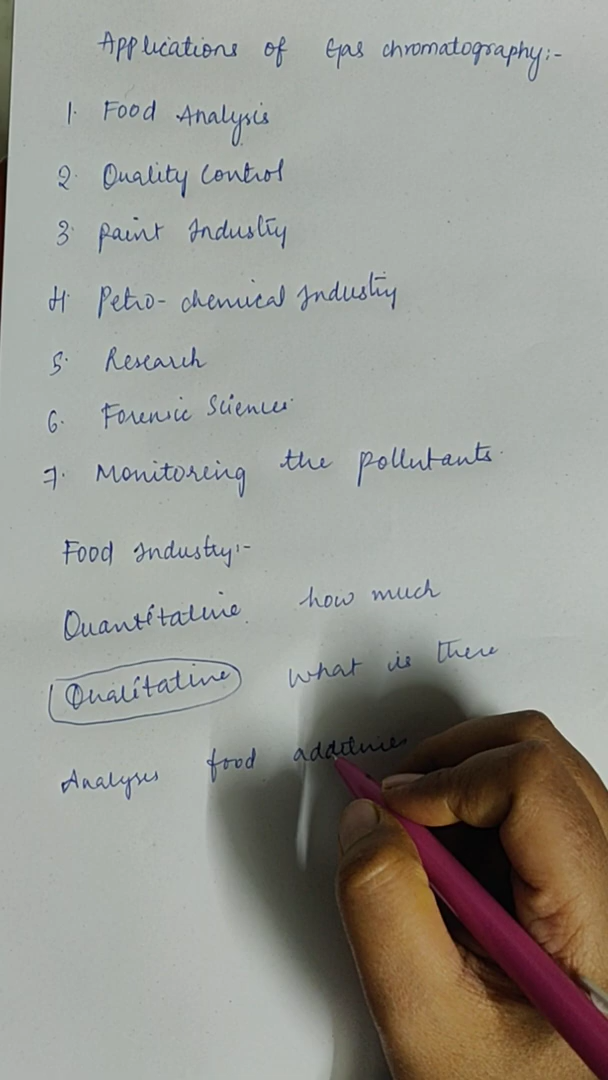 Applications of Gas chromatography:-
1. Food Analysis
2. Quality Control
3. Paint Industry
4. Petro-chemical Industry
5. Research
6. Forensic Sciences
7. Monitoring the pollutants.
Food Industry:-
Quantitative how much
Qualitative what is there
Analyses food additives